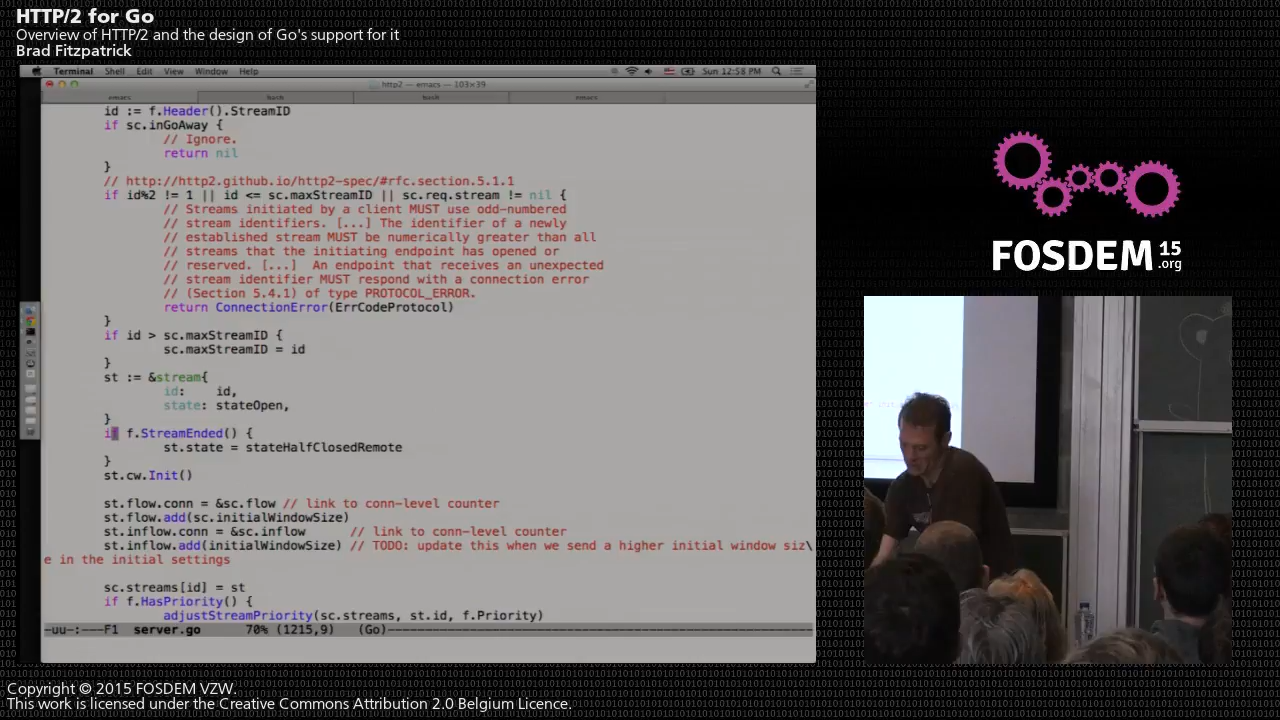 HTTP/2 for Go
Overview of HTTP/2 and the design of Go's support for it
Brad Fitzpatrick
Terminal Shell Edit View Window Help Sun 12:58 PM
http2 — emacs — 103×39
emacs bash bash emacs
id := f.Header().StreamID
if sc.inGoAway {
// Ignore.
return nil
}
// http://http2.github.io/http2-spec/#rfc.section.5.1.1
if id%2 != 1 || id <= sc.maxStreamID || sc.req.stream != nil {
// Streams initiated by a client MUST use odd-numbered
// stream identifiers. [...] The identifier of a newly
// established stream MUST be numerically greater than all
// streams that the initiating endpoint has opened or
// reserved. [...]  An endpoint that receives an unexpected
// stream identifier MUST respond with a connection error
// (Section 5.4.1) of type PROTOCOL_ERROR.
return ConnectionError(ErrCodeProtocol)
}
if id > sc.maxStreamID {
sc.maxStreamID = id
}
st := &stream{
id:    id,
state: stateOpen,
}
if f.StreamEnded() {
st.state = stateHalfClosedRemote
}
st.cw.Init()
st.flow.conn = &sc.flow // link to conn-level counter
st.flow.add(sc.initialWindowSize)
st.inflow.conn = &sc.inflow      // link to conn-level counter
st.inflow.add(initialWindowSize) // TODO: update this when we send a higher initial window siz\
e in the initial settings
sc.streams[id] = st
if f.HasPriority() {
adjustStreamPriority(sc.streams, st.id, f.Priority)
-uu-:---F1  server.go      70% (1215,9)   (Go)
FOSDEM 15
.org
Copyright © 2015 FOSDEM VZW.
This work is licensed under the Creative Commons Attribution 2.0 Belgium Licence.